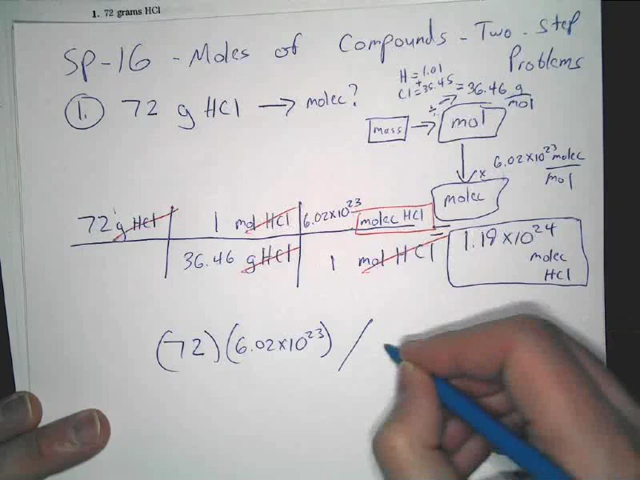 1. 72 grams HCl
SP-16 - Moles of Compounds - Two-Step Problems
1. 72 g HCl → molec?
H = 1.01
+
Cl = 36.45
= 36.46 g/mol
÷
mass → mol
x 6.02x10^23 molec/mol
molec
72 g HCl | 1 mol HCl | 6.02x10^23 molec HCl
36.46 g HCl | 1 mol HCl
= 1.19x10^24 molec HCl
(72)(6.02x10^23) /